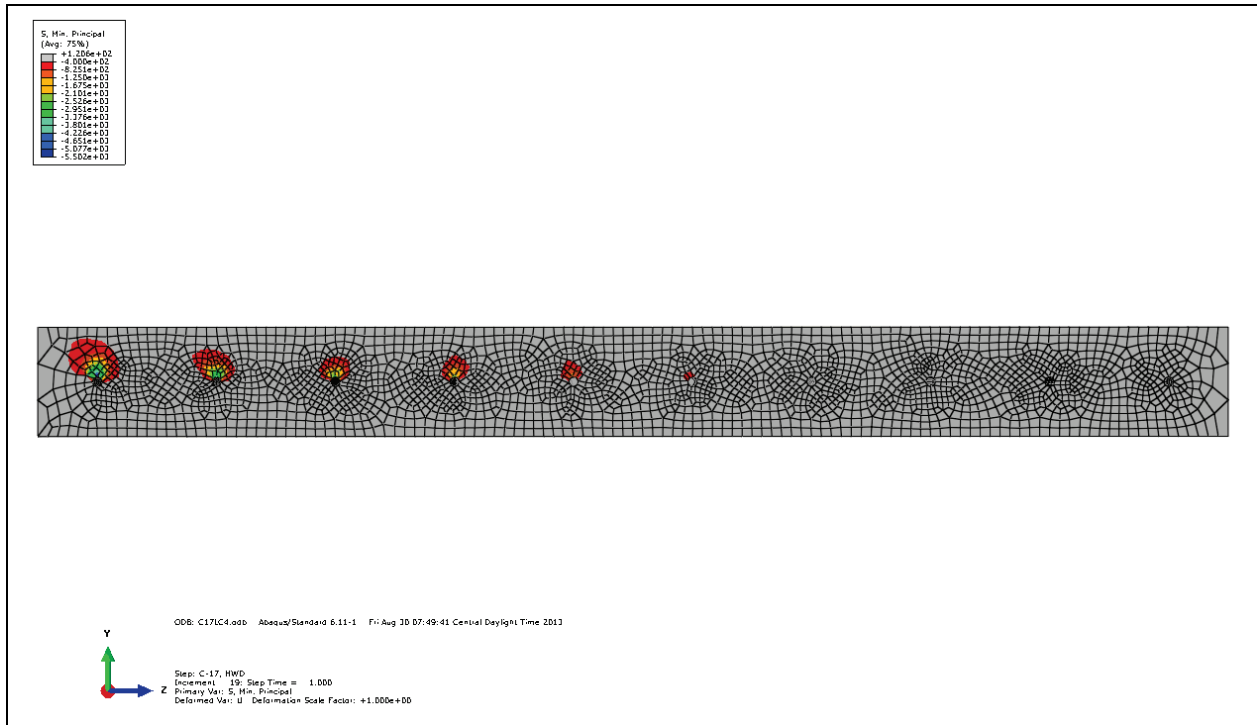 S, Min. Principal
(Avg: 75%)
+1.206e+02
-4.000e+02
-8.251e+02
-1.250e+03
-1.675e+03
-2.101e+03
-2.526e+03
-2.951e+03
-3.376e+03
-3.801e+03
-4.226e+03
-4.651e+03
-5.077e+03
-5.502e+03
ODB: C17LC4.odb Abaqus/Standard 6.11-1 Fri Aug 30 07:49:41 Central Daylight Time 2013
Y
Z
Step: C-17, HWD
Increment 19: Step Time = 1.000
Primary Var: S, Min. Principal
Deformed Var: U Deformation Scale Factor: +1.000e+00